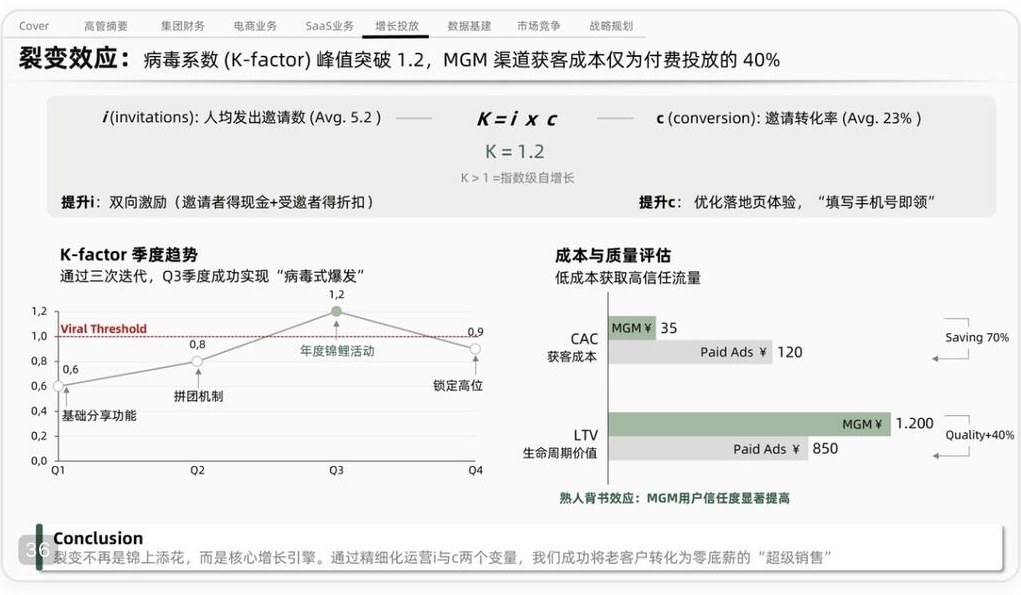 Cover 高管摘要 集团财务 电商业务 SaaS业务 增长投放 数据基建 市场竞争 战略规划
裂变效应：病毒系数 (K-factor) 峰值突破 1.2，MGM 渠道获客成本仅为付费投放的 40%
i (invitations): 人均发出邀请数 (Avg. 5.2 )
K = i x c
c (conversion): 邀请转化率 (Avg. 23% )
K = 1.2
K > 1 =指数级自增长
提升i：双向激励（邀请者得现金+受邀者得折扣）
提升c： 优化落地页体验，“填写手机号即领”
K-factor 季度趋势
通过三次迭代，Q3季度成功实现“病毒式爆发”
1,2
1,0
0,8
0,6
0,4
0,2
0,0
Viral Threshold
0,6
0,8
1,2
0,9
基础分享功能
拼团机制
年度锦鲤活动
锁定高位
Q1 Q2 Q3 Q4
成本与质量评估
低成本获取高信任流量
CAC
获客成本
MGM ¥ 35
Paid Ads ¥ 120
Saving 70%
LTV
生命周期价值
MGM ¥ 1.200
Paid Ads ¥ 850
Quality+40%
熟人背书效应：MGM用户信任度显著提高
Conclusion
36
裂变不再是锦上添花，而是核心增长引擎。通过精细化运营i与c两个变量，我们成功将老客户转化为零底薪的“超级销售”